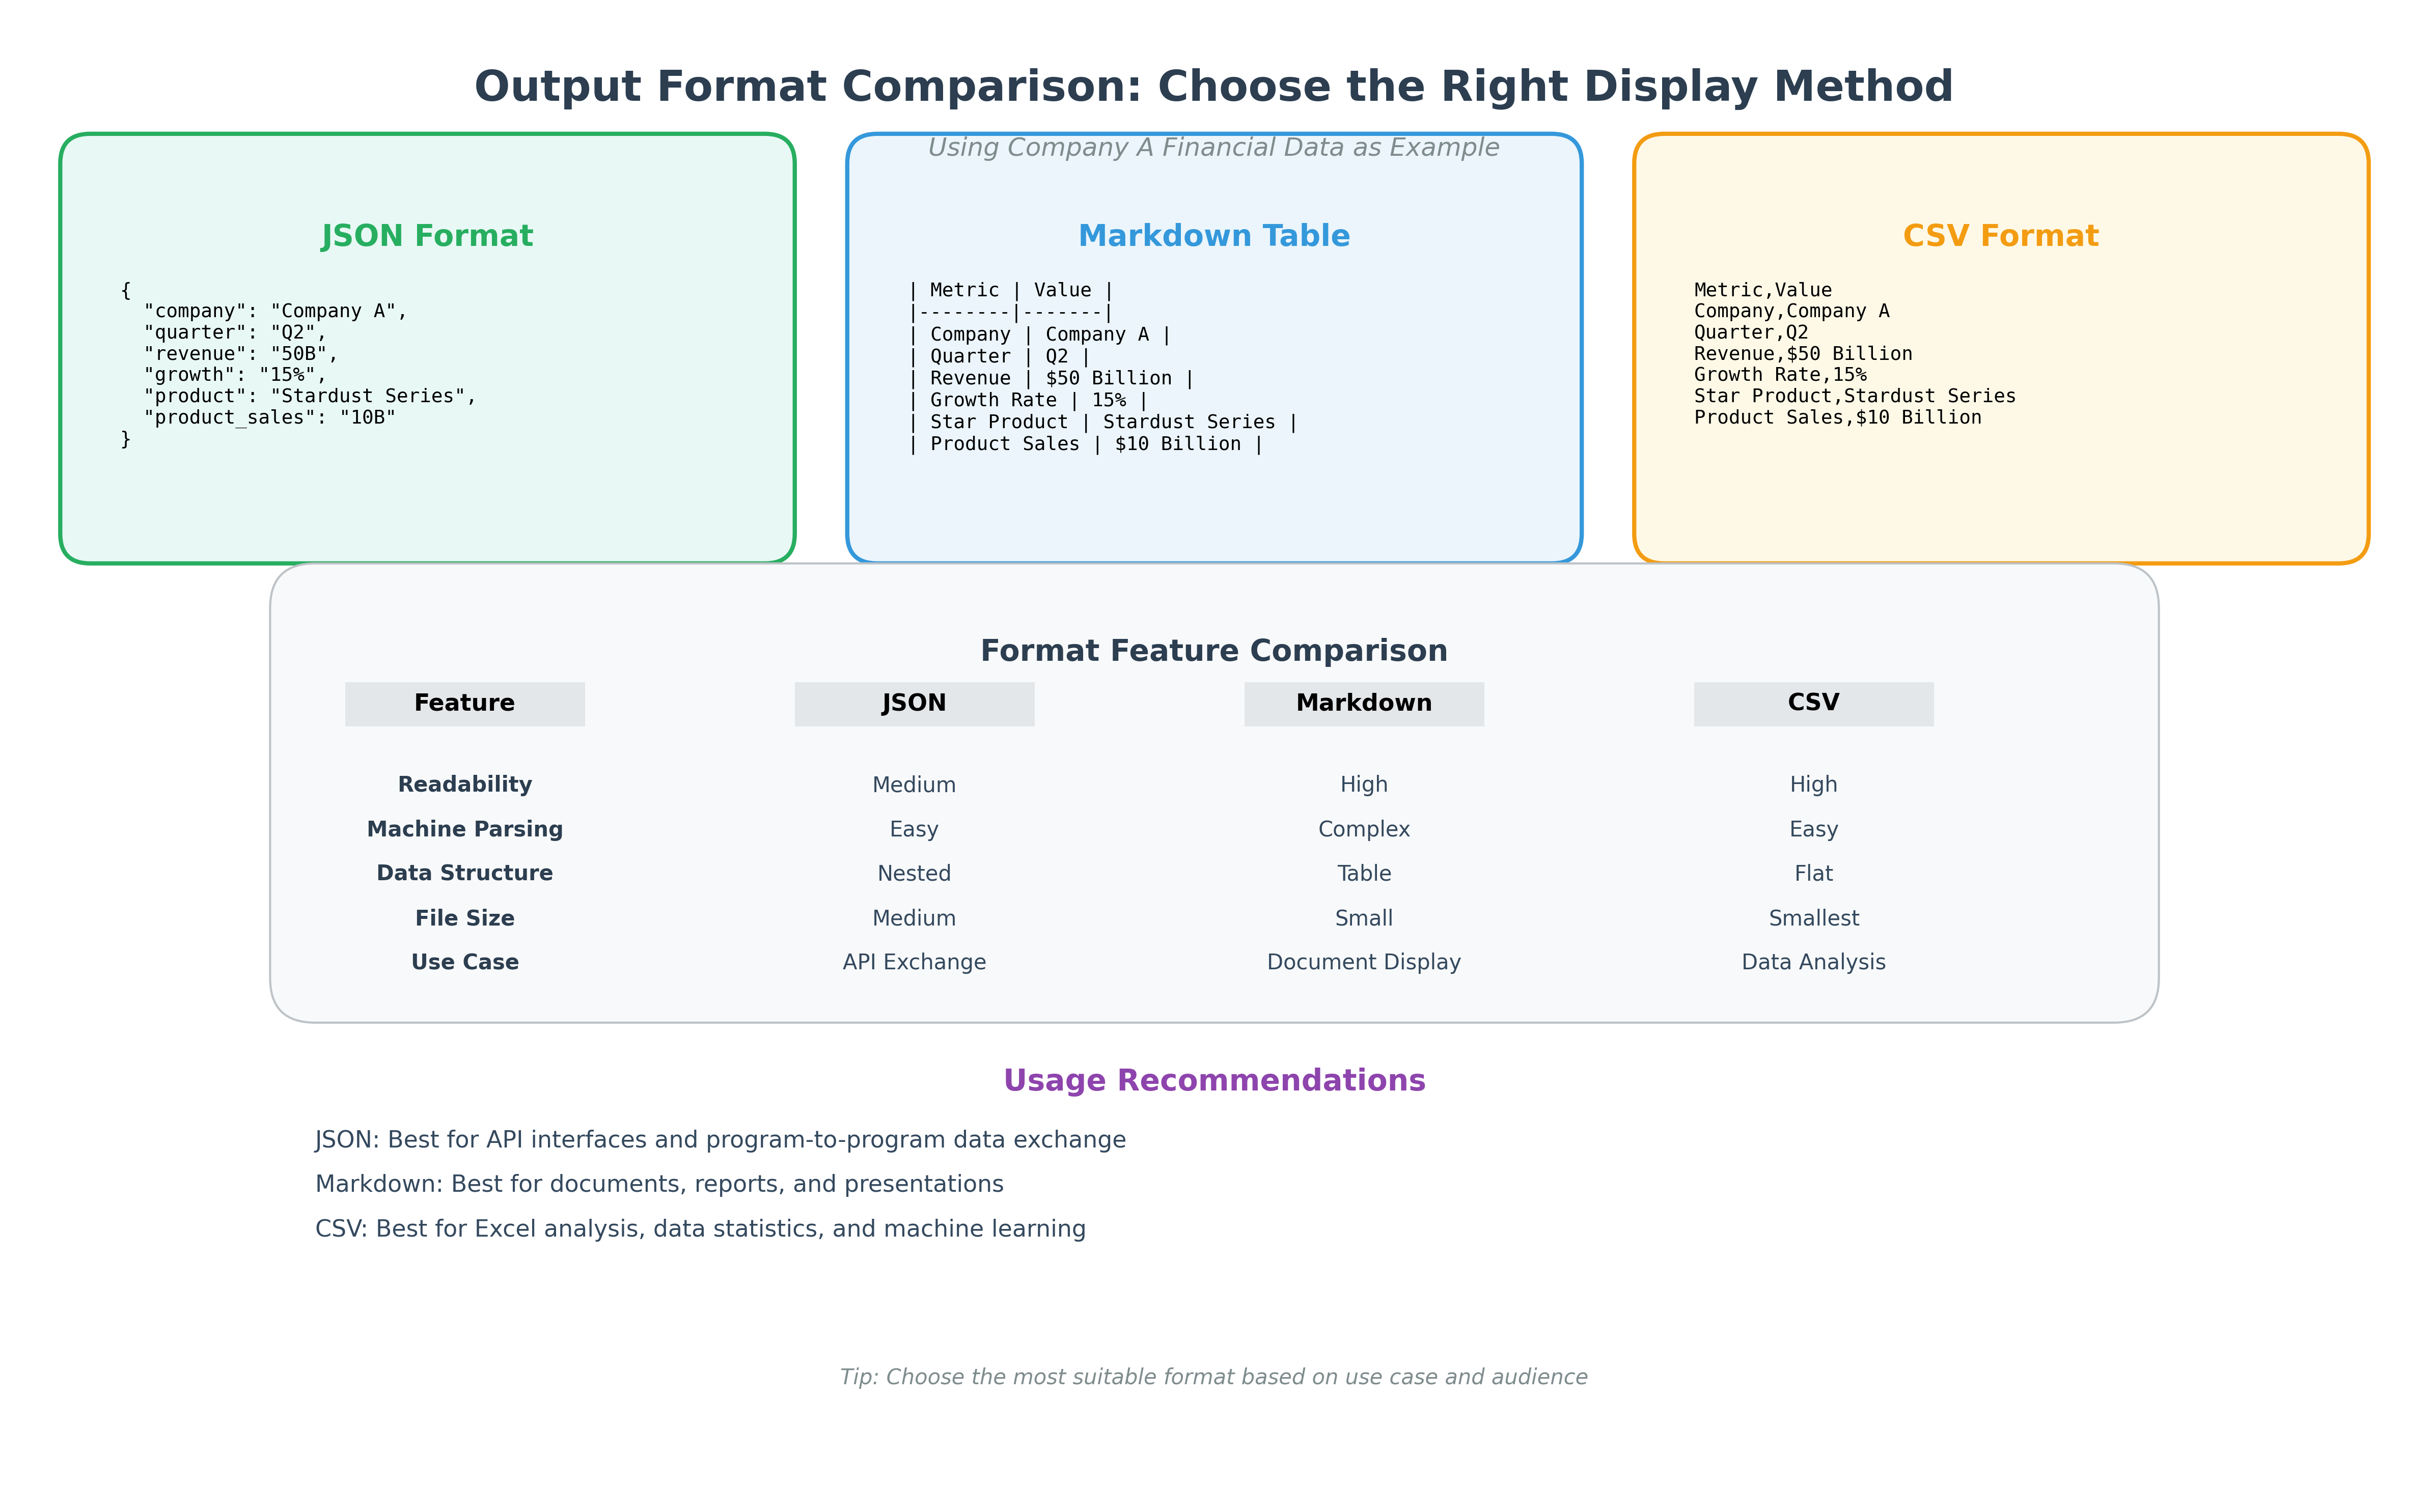 Output Format Comparison: Choose the Right Display Method
Using Company A Financial Data as Example
JSON Format
{
  "company": "Company A",
  "quarter": "Q2",
  "revenue": "50B",
  "growth": "15%",
  "product": "Stardust Series",
  "product_sales": "10B"
}
Markdown Table
| Metric | Value |
|--------|-------|
| Company | Company A |
| Quarter | Q2 |
| Revenue | $50 Billion |
| Growth Rate | 15% |
| Star Product | Stardust Series |
| Product Sales | $10 Billion |
CSV Format
Metric,Value
Company,Company A
Quarter,Q2
Revenue,$50 Billion
Growth Rate,15%
Star Product,Stardust Series
Product Sales,$10 Billion
Format Feature Comparison
Feature JSON Markdown CSV
Readability Medium High High
Machine Parsing Easy Complex Easy
Data Structure Nested Table Flat
File Size Medium Small Smallest
Use Case API Exchange Document Display Data Analysis
Usage Recommendations
JSON: Best for API interfaces and program-to-program data exchange
Markdown: Best for documents, reports, and presentations
CSV: Best for Excel analysis, data statistics, and machine learning
Tip: Choose the most suitable format based on use case and audience